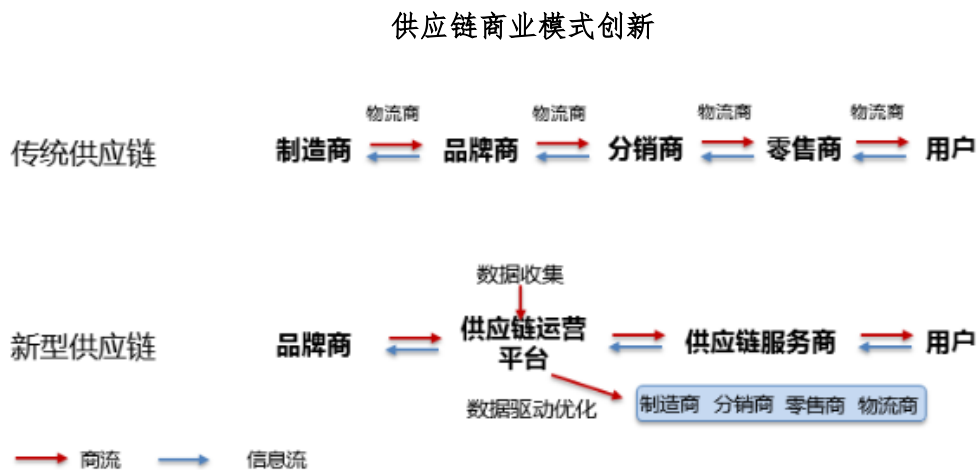 供应链商业模式创新
物流商 物流商 物流商 物流商
传统供应链 制造商 品牌商 分销商 零售商 用户
数据收集
新型供应链 品牌商 供应链运营平台 供应链服务商 用户
数据驱动优化 制造商 分销商 零售商 物流商
商流 信息流